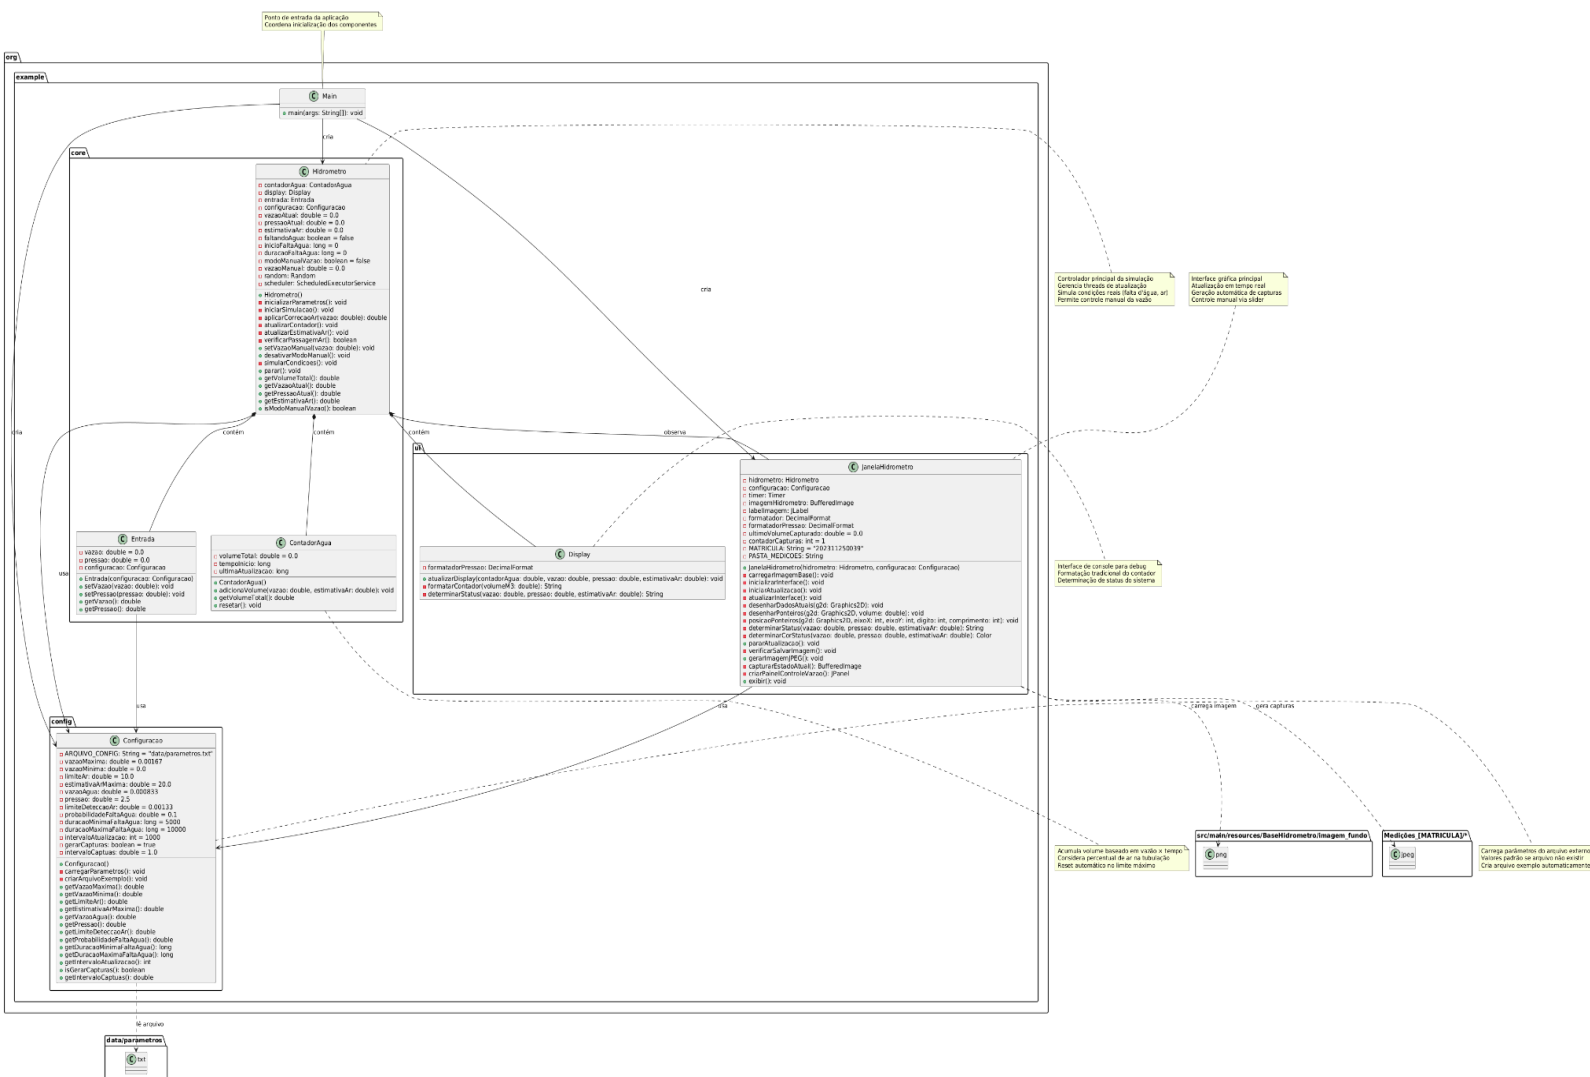 Ponto de entrada da aplicação
Coordena inicialização dos componentes
org
example
Main
main(args: String[]): void
cria
cria
cria
core
Hidrometro
contadorAgua: ContadorAgua
display: Display
entrada: Entrada
configuracao: Configuracao
vazaoAtual: double = 0.0
pressaoAtual: double = 0.0
estimativaAr: double = 0.0
faltandoAgua: boolean = false
inicioFaltaAgua: long = 0
duracaoFaltaAgua: long = 0
modoManualVazao: boolean = false
vazaoManual: double = 0.0
random: Random
scheduler: ScheduledExecutorService
Hidrometro()
inicializarParametros(): void
iniciarSimulacao(): void
aplicarCorrecaoAr(vazao: double): double
atualizarContador(): void
atualizarEstimativaAr(): void
verificarPassagemAr(): boolean
setVazaoManual(vazao: double): void
desativarModoManual(): void
simularCondicoes(): void
parar(): void
getVolumeTotal(): double
getVazaoAtual(): double
getPressaoAtual(): double
getEstimativaAr(): double
isModoManualVazao(): boolean
Controlador principal da simulação
Gerencia threads de atualização
Simula condições reais (falta d'água, ar)
Permite controle manual da vazão
Interface gráfica principal
Atualização em tempo real
Geração automática de capturas
Controle manual via slider
contém
contém
contém
observa
usa
ui
JanelaHidrometro
hidrometro: Hidrometro
configuracao: Configuracao
timer: Timer
imagemHidrometro: BufferedImage
labelImagem: JLabel
formatador: DecimalFormat
formatadorPressao: DecimalFormat
ultimoVolumeCapturado: double = 0.0
contadorCapturas: int = 1
MATRICULA: String = "202311250039"
PASTA_MEDICOES: String
JanelaHidrometro(hidrometro: Hidrometro, configuracao: Configuracao)
carregarImagemBase(): void
inicializarInterface(): void
iniciarAtualizacao(): void
atualizarInterface(): void
desenharDadosAtuais(g2d: Graphics2D): void
desenharPonteiros(g2d: Graphics2D, volume: double): void
posicaoPonteiros(g2d: Graphics2D, eixoX: int, eixoY: int, digito: int, comprimento: int): void
determinarStatus(vazao: double, pressao: double, estimativaAr: double): String
determinarCorStatus(vazao: double, pressao: double, estimativaAr: double): Color
pararAtualizacao(): void
verificarSalvarImagem(): void
gerarImagemJPEG(): void
capturarEstadoAtual(): BufferedImage
criarPainelControleVazao(): JPanel
exibir(): void
Entrada
vazao: double = 0.0
pressao: double = 0.0
configuracao: Configuracao
Entrada(configuracao: Configuracao)
setVazao(vazao: double): void
setPressao(pressao: double): void
getVazao(): double
getPressao(): double
ContadorAgua
volumeTotal: double = 0.0
tempoInicio: long
ultimaAtualizacao: long
ContadorAgua()
adicionaVolume(vazao: double, estimativaAr: double): void
getVolumeTotal(): double
resetar(): void
Display
formatadorPressao: DecimalFormat
atualizarDisplay(contadorAgua: double, vazao: double, pressao: double, estimativaAr: double): void
formatarContador(volumeM3: double): String
determinarStatus(vazao: double, pressao: double, estimativaAr: double): String
Interface de console para debug
Formatação tradicional do contador
Determinação de status do sistema
usa
usa
carrega imagem
gera capturas
config
Configuracao
ARQUIVO_CONFIG: String = "data/parametros.txt"
vazaoMaxima: double = 0.00167
vazaoMinima: double = 0.0
limiteAr: double = 10.0
estimativaArMaxima: double = 20.0
vazaoAgua: double = 0.000833
pressao: double = 2.5
limiteDeteccaoAr: double = 0.00133
probabilidadeFaltaAgua: double = 0.1
duracaoMinimaFaltaAgua: long = 5000
duracaoMaximaFaltaAgua: long = 10000
intervaloAtualizacao: int = 1000
gerarCapturas: boolean = true
intervaloCaptuas: double = 1.0
Configuracao()
carregarParametros(): void
criarArquivoExemplo(): void
getVazaoMaxima(): double
getVazaoMinima(): double
getLimiteAr(): double
getEstimativaArMaxima(): double
getVazaoAgua(): double
getPressao(): double
getLimiteDeteccaoAr(): double
getProbabilidadeFaltaAgua(): double
getDuracaoMinimaFaltaAgua(): long
getDuracaoMaximaFaltaAgua(): long
getIntervaloAtualizacao(): int
isGerarCapturas(): boolean
getIntervaloCaptuas(): double
Acumula volume baseado em vazão × tempo
Considera percentual de ar na tubulação
Reset automático no limite máximo
src/main/resources/BaseHidrometro/imagem_fundo
png
Medições_[MATRICULA]/*
jpeg
Carrega parâmetros do arquivo externo
Valores padrão se arquivo não existir
Cria arquivo exemplo automaticamente
lê arquivo
data/parametros
txt